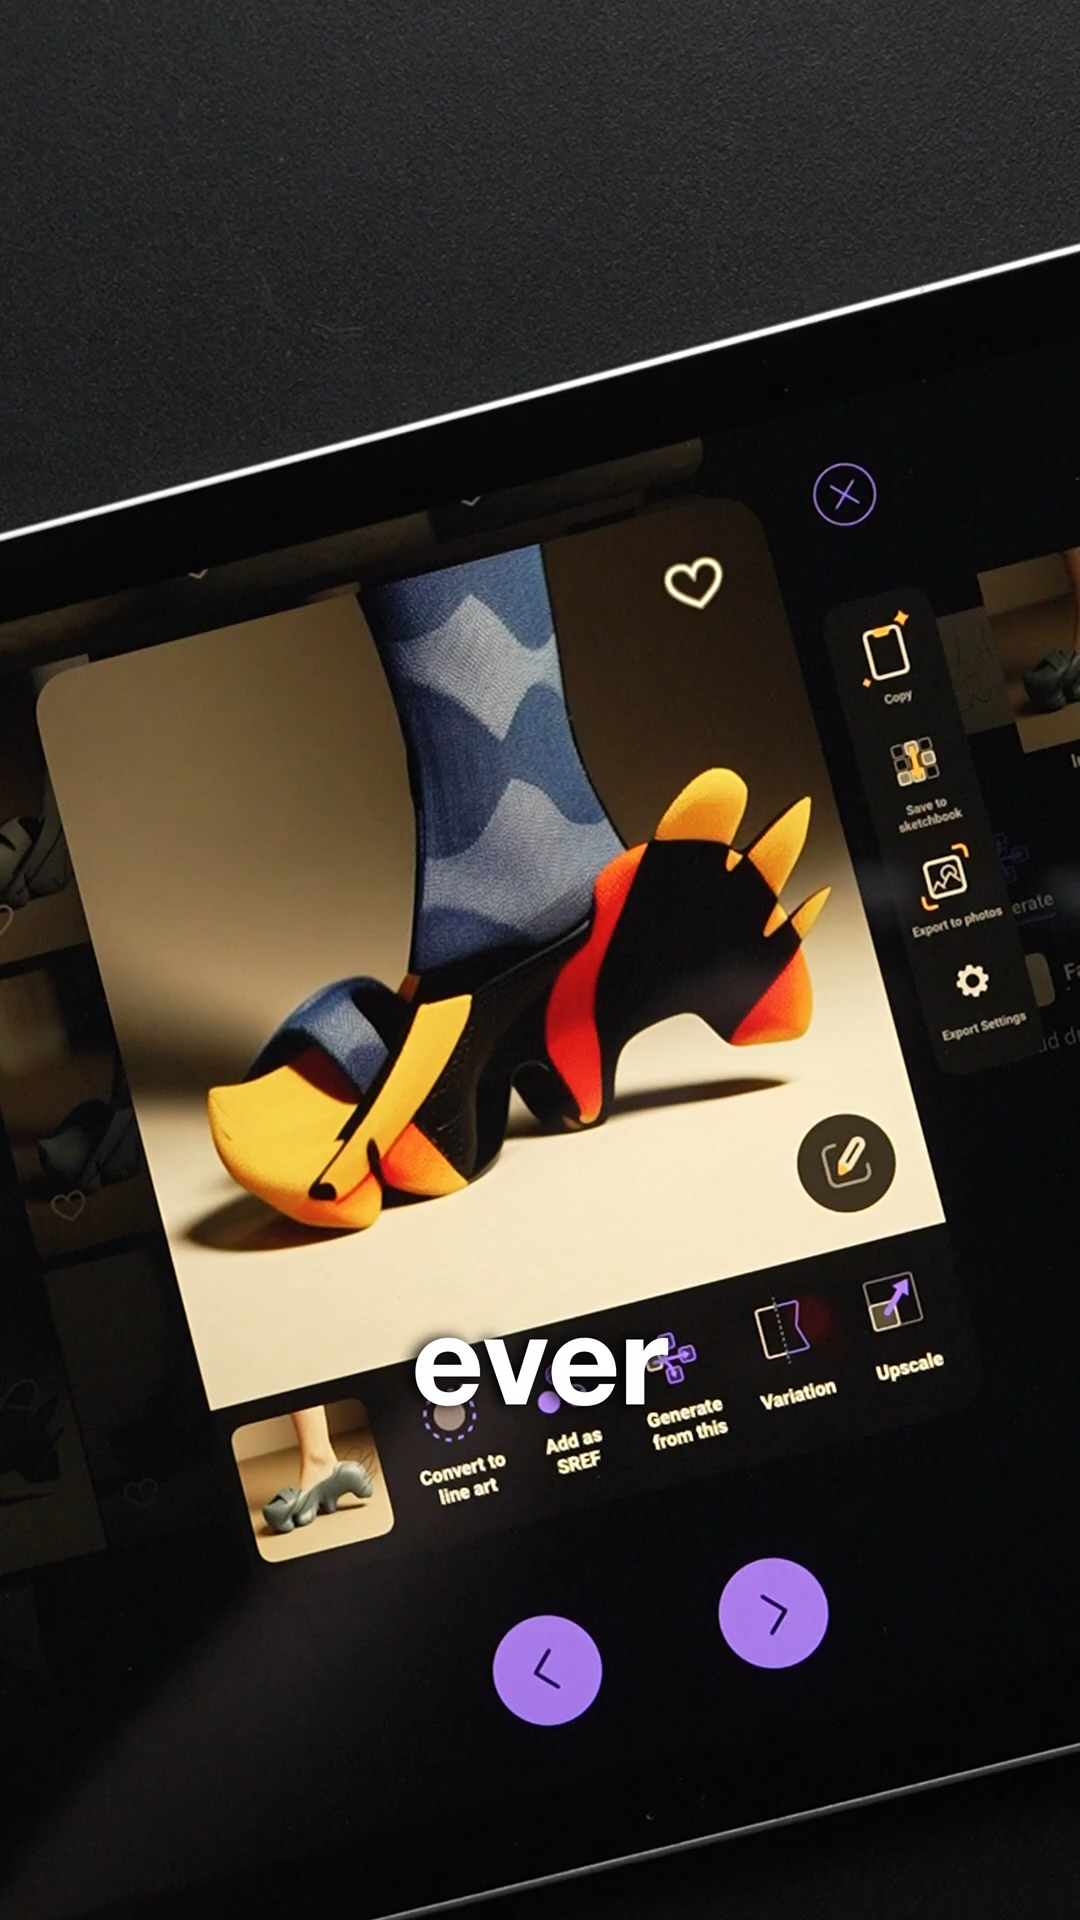 Copy
Save to
sketchbook
Export to photos
Export Settings
erate
ever
Convert to
line art
Add as
SREF
Generate
from this
Variation
Upscale